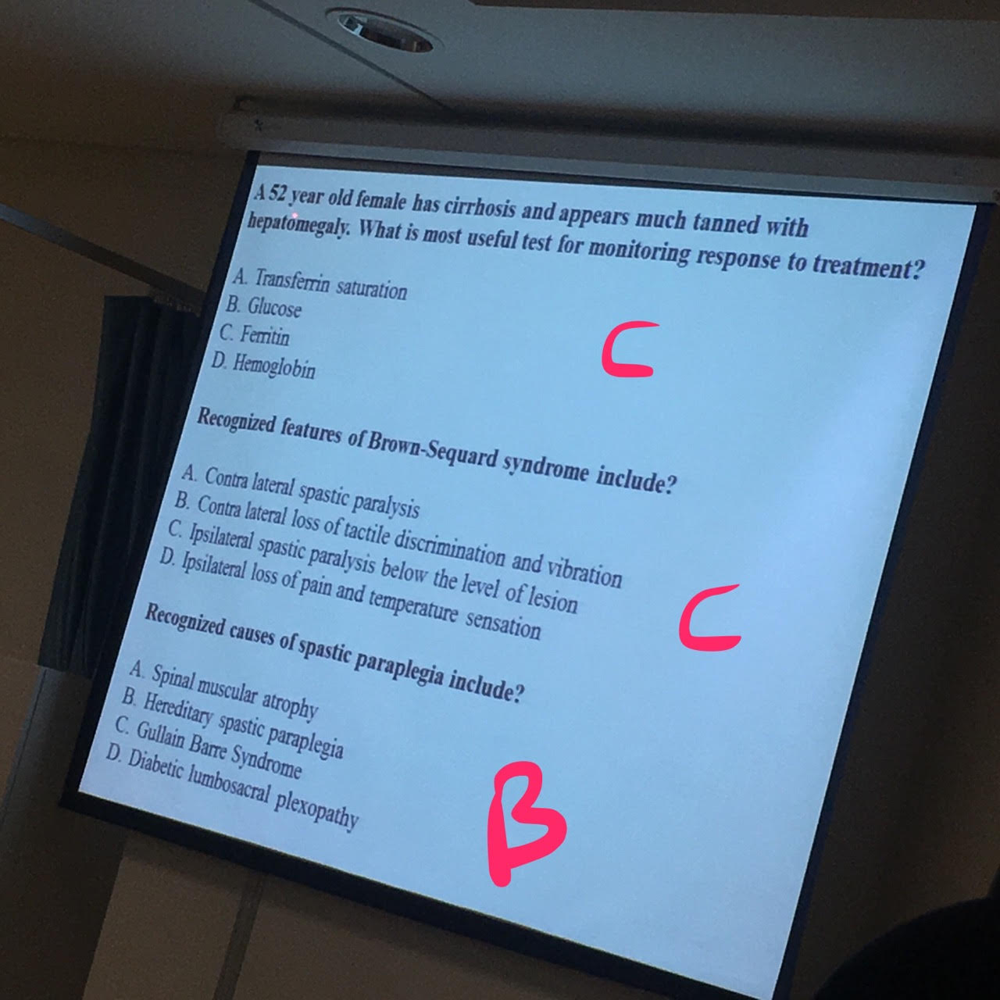 A 52 year old female has cirrhosis and appears much tanned with
hepatomegaly. What is most useful test for monitoring response to treatment?
A. Transferrin saturation
B. Glucose
C. Ferritin
D. Hemoglobin
C
Recognized features of Brown-Sequard syndrome include?
A. Contra lateral spastic paralysis
B. Contra lateral loss of tactile discrimination and vibration
C. Ipsilateral spastic paralysis below the level of lesion
D. Ipsilateral loss of pain and temperature sensation
C
Recognized causes of spastic paraplegia include?
A. Spinal muscular atrophy
B. Hereditary spastic paraplegia
C. Gullain Barre Syndrome
D. Diabetic lumbosacral plexopathy
B